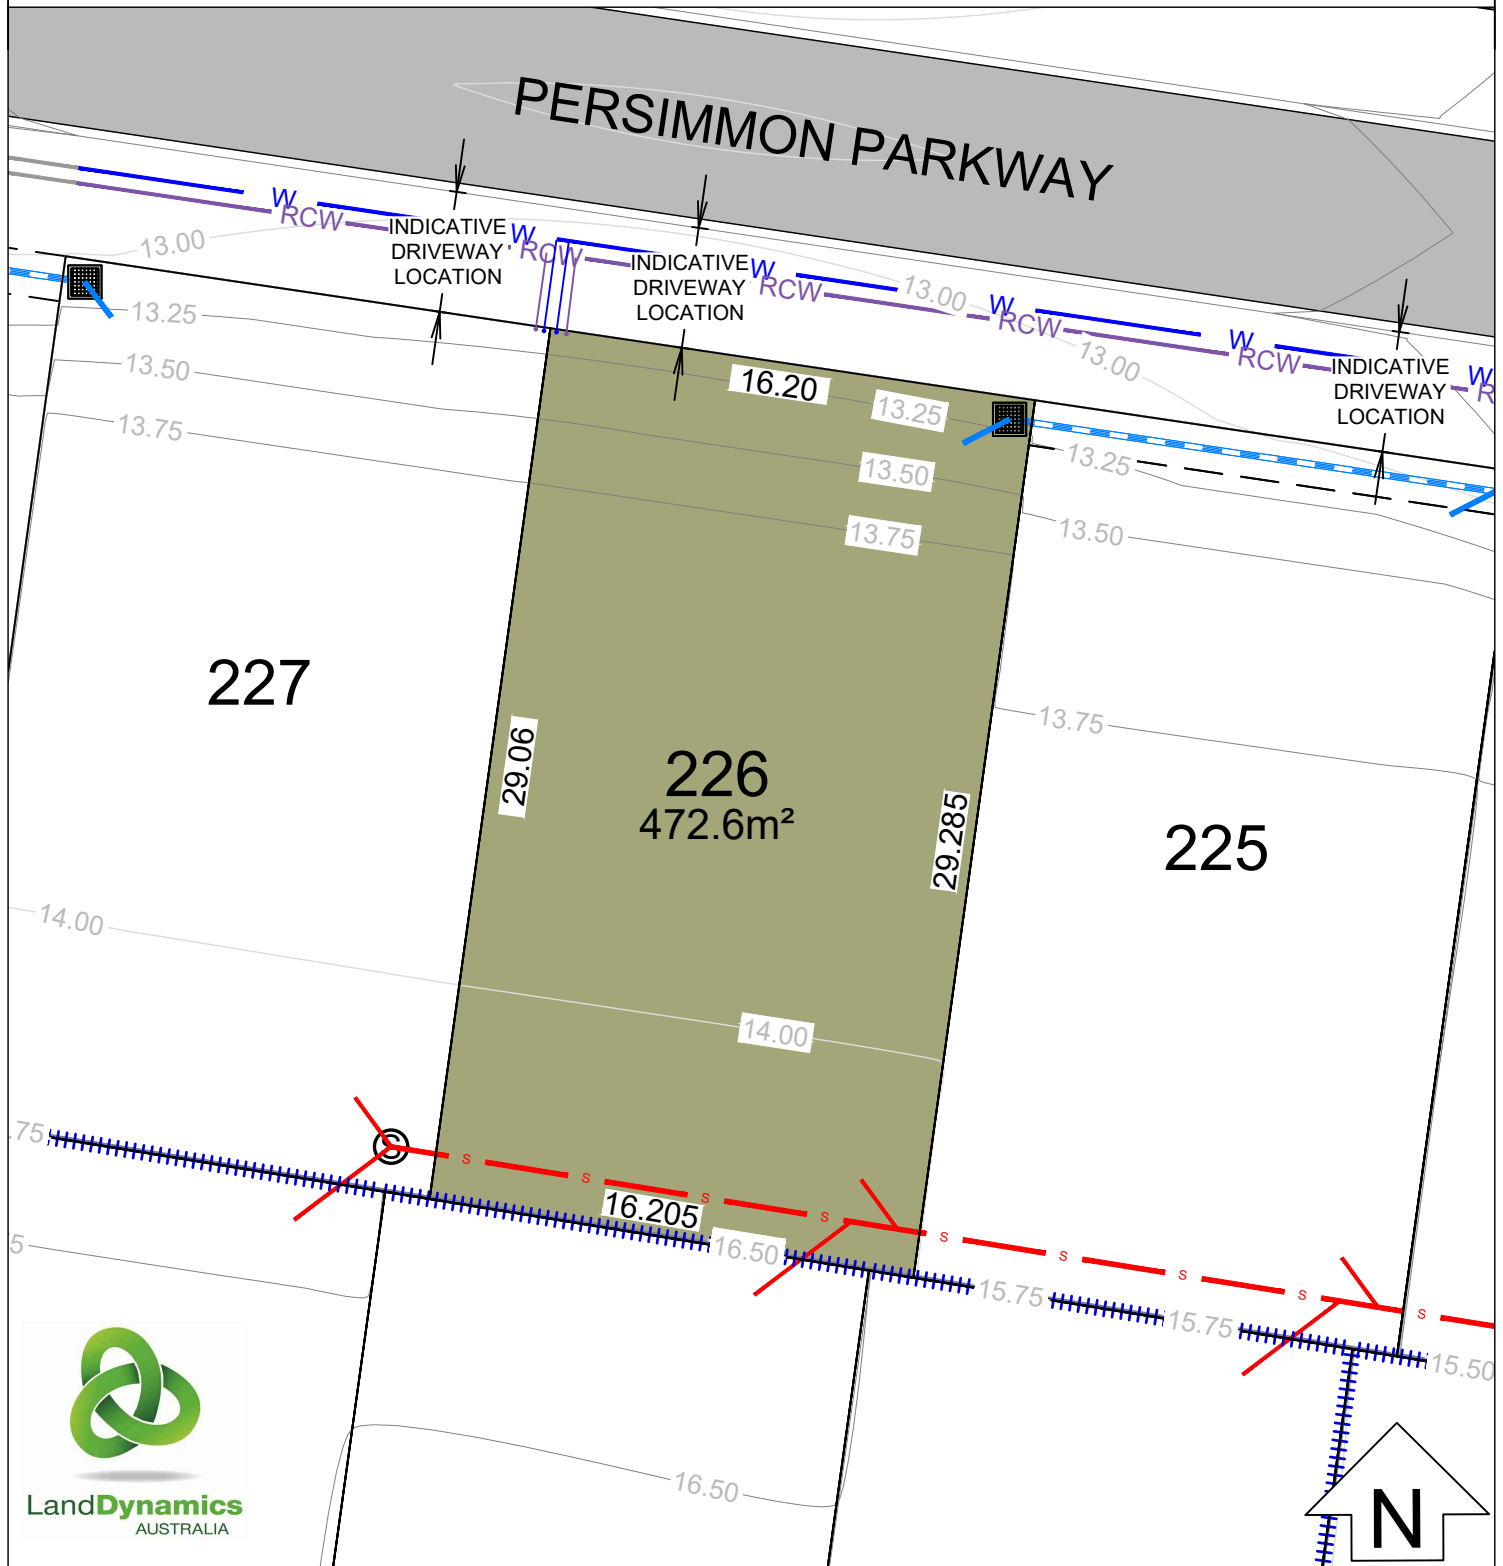 PERSIMMON PARKWAY
W
RCW
INDICATIVE
DRIVEWAY
LOCATION
W
RCW
INDICATIVE
DRIVEWAY
LOCATION
W
RCW
W
RCW
W
RCW
INDICATIVE
DRIVEWAY
LOCATION
W
R
13.00
13.00
13.00
13.25
13.50
13.75
16.20
13.25
13.50
13.75
13.25
13.50
13.75
227
29.06
226
472.6m²
29.285
225
14.00
14.00
.75
S
s
s
s
s
s
s
s
s
s
16.205
16.50
15.75
15.75
15.50
5
16.50
LandDynamics
AUSTRALIA
N